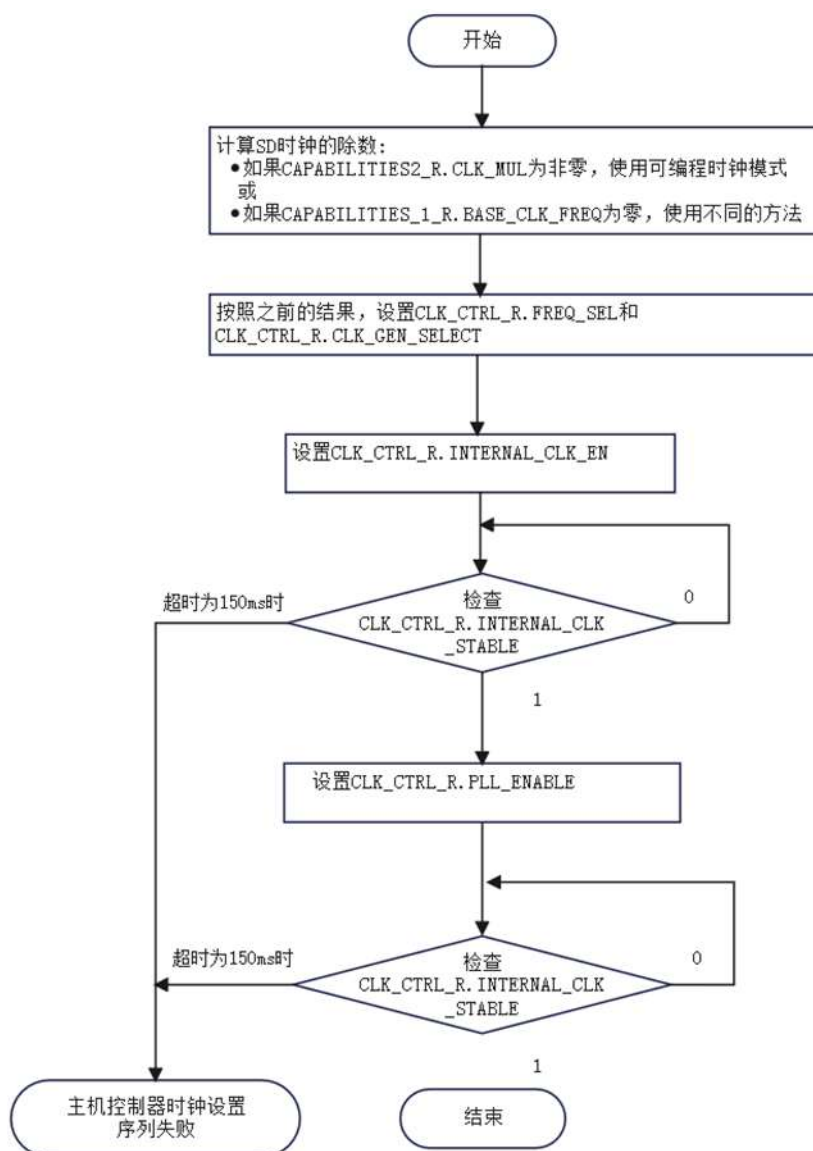 开始
计算SD时钟的除数:
●如果CAPABILITIES2_R.CLK_MUL为非零，使用可编程时钟模式
或
●如果CAPABILITIES_1_R.BASE_CLK_FREQ为零，使用不同的方法
按照之前的结果，设置CLK_CTRL_R.FREQ_SEL和
CLK_CTRL_R.CLK_GEN_SELECT
设置CLK_CTRL_R.INTERNAL_CLK_EN
超时为150ms时
检查
CLK_CTRL_R.INTERNAL_CLK
_STABLE
0
1
设置CLK_CTRL_R.PLL_ENABLE
超时为150ms时
检查
CLK_CTRL_R.INTERNAL_CLK
_STABLE
0
1
主机控制器时钟设置
序列失败
结束